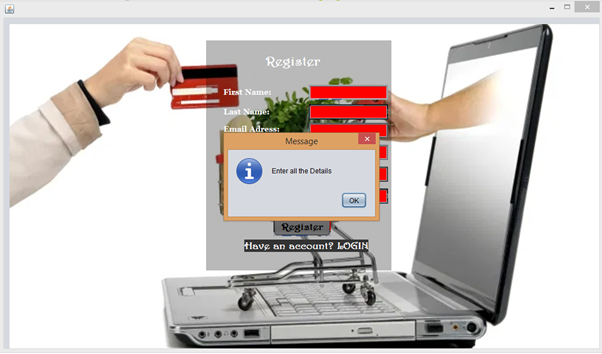 Register
First Name:
Last Name:
Email Adress:
Message
Enter all the Details
OK
Register
Have an account? LOGIN